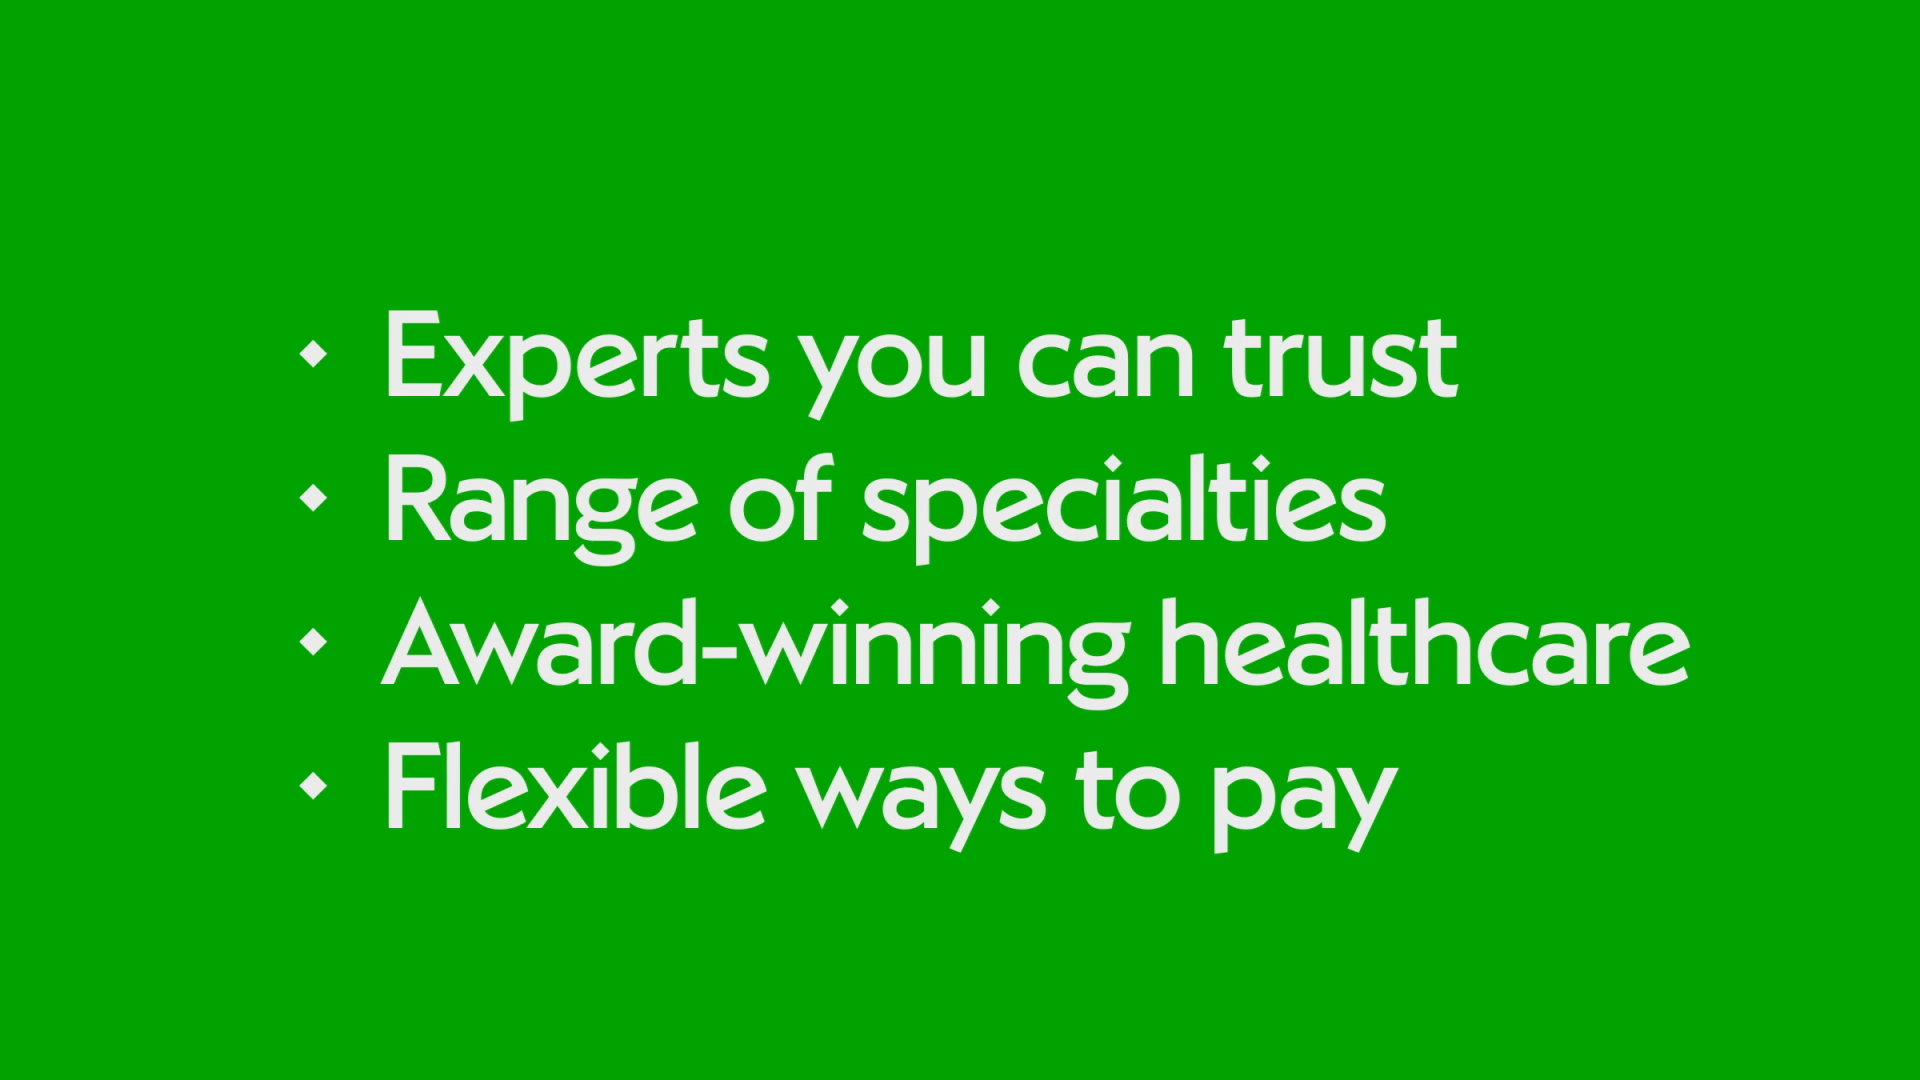 Experts you can trust
Range of specialties
Award-winning healthcare
Flexible ways to pay